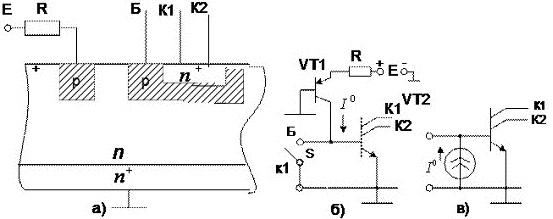 E R Б К1 К2
+ p p n+
n
n+
а)
VT1 R + E -
I0
К1 VT2
Б К2
S
к1
б)
К1
К2
I0
в)